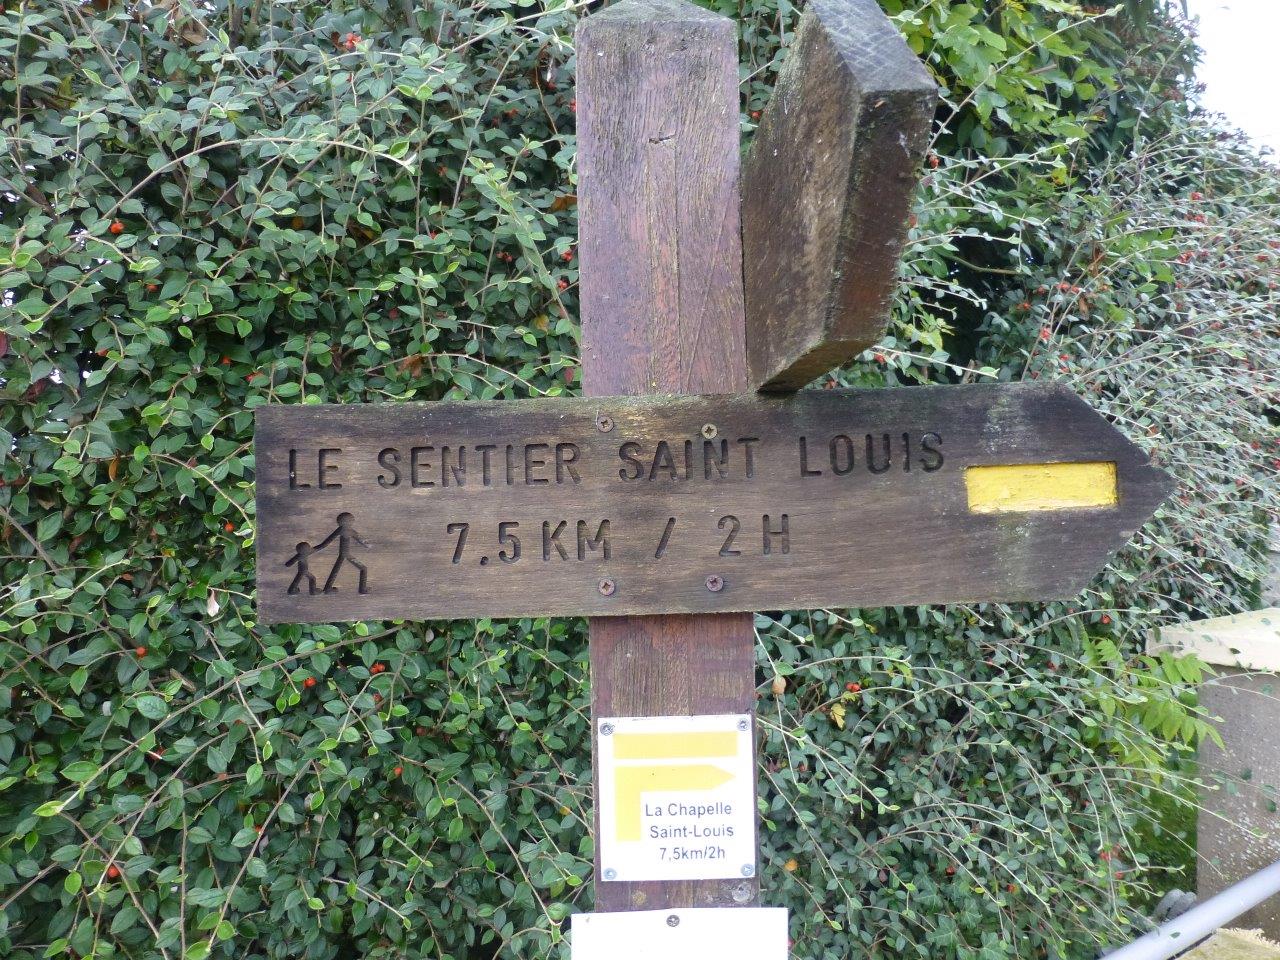 LE SENTIER SAINT LOUIS
7.5 KM / 2 H
La Chapelle
Saint-Louis
7,5km/2h